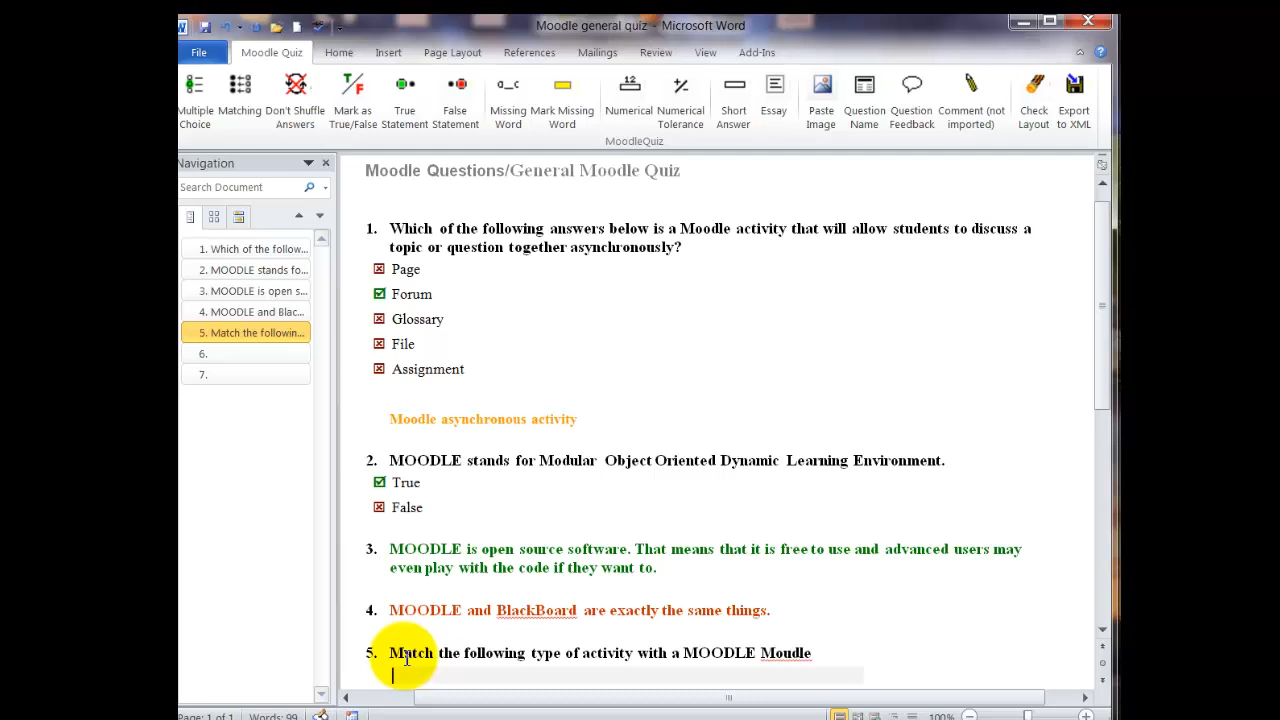 Moodle general quiz - Microsoft Word
File Moodle Quiz Home Insert Page Layout References Mailings Review View Add-Ins
Multiple Choice
Matching
Don't Shuffle Answers
Mark as True/False
True Statement
False Statement
a_c
Missing Word
Mark Missing Word
12
Numerical
Numerical Tolerance
Short Answer
Essay
Paste Image
Question Name
Question Feedback
Comment (not imported)
Check Layout
Export to XML
MoodleQuiz
Navigation
Search Document
1. Which of the follow...
2. MOODLE stands fo...
3. MOODLE is open s...
4. MOODLE and Blac...
5. Match the followin...
6.
7.
Moodle Questions/General Moodle Quiz
1. Which of the following answers below is a Moodle activity that will allow students to discuss a
topic or question together asynchronously?
Page
Forum
Glossary
File
Assignment
Moodle asynchronous activity
2. MOODLE stands for Modular Object Oriented Dynamic Learning Environment.
True
False
3. MOODLE is open source software. That means that it is free to use and advanced users may
even play with the code if they want to.
4. MOODLE and BlackBoard are exactly the same things.
5. Match the following type of activity with a MOODLE Moudle
Page: 1 of 1 Words: 99 100%